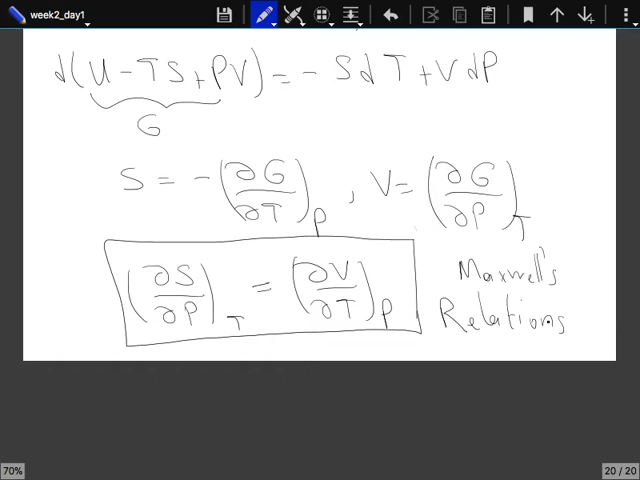 week2_day1
d(U - TS + PV) = - SdT + VdP
G
S = -(∂G/∂T)_P , V = (∂G/∂P)_T
(∂S/∂P)_T = (∂V/∂T)_P
Maxwell's
Relations
70%
20 / 20